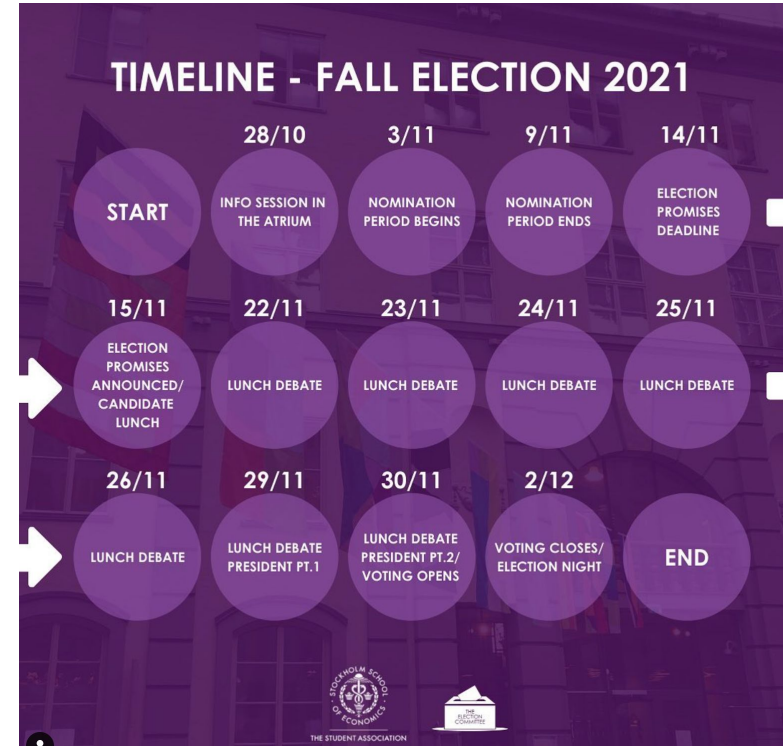 TIMELINE - FALL ELECTION 2021
28/10
3/11
9/11
14/11
START
INFO SESSION IN
THE ATRIUM
NOMINATION
PERIOD BEGINS
NOMINATION
PERIOD ENDS
ELECTION
PROMISES
DEADLINE
15/11
22/11
23/11
24/11
25/11
ELECTION
PROMISES
ANNOUNCED/
CANDIDATE
LUNCH
LUNCH DEBATE
LUNCH DEBATE
LUNCH DEBATE
LUNCH DEBATE
26/11
29/11
30/11
2/12
LUNCH DEBATE
LUNCH DEBATE
PRESIDENT PT.1
LUNCH DEBATE
PRESIDENT PT.2/
VOTING OPENS
VOTING CLOSES/
ELECTION NIGHT
END
STOCKHOLM SCHOOL
OF ECONOMICS
THE STUDENT ASSOCIATION
THE
ELECTION
COMMITTEE